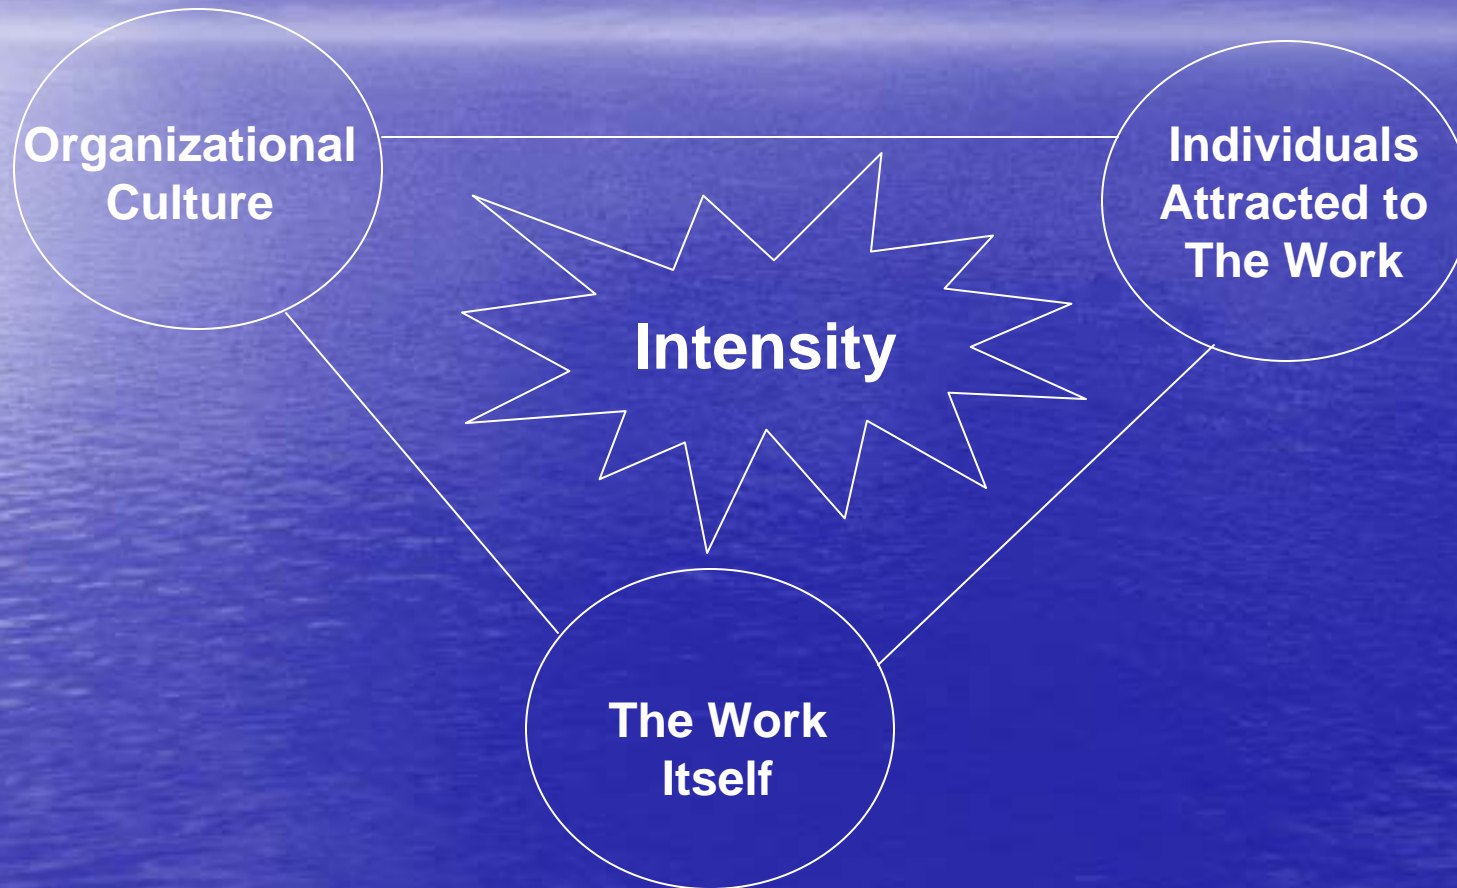 Organizational
Culture
Individuals
Attracted to
The Work
Intensity
The Work
Itself